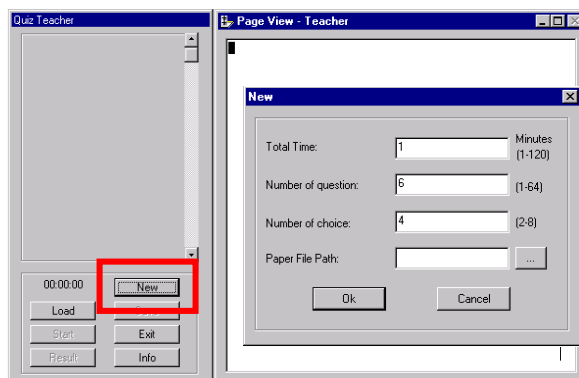 Quiz Teacher
00:00:00
New
Load
Save
Start
Exit
Result
Info
Page View - Teacher
New
Total Time:
1
Minutes
(1-120)
Number of question:
6
(1-64)
Number of choice:
4
(2-8)
Paper File Path:
...
Ok
Cancel